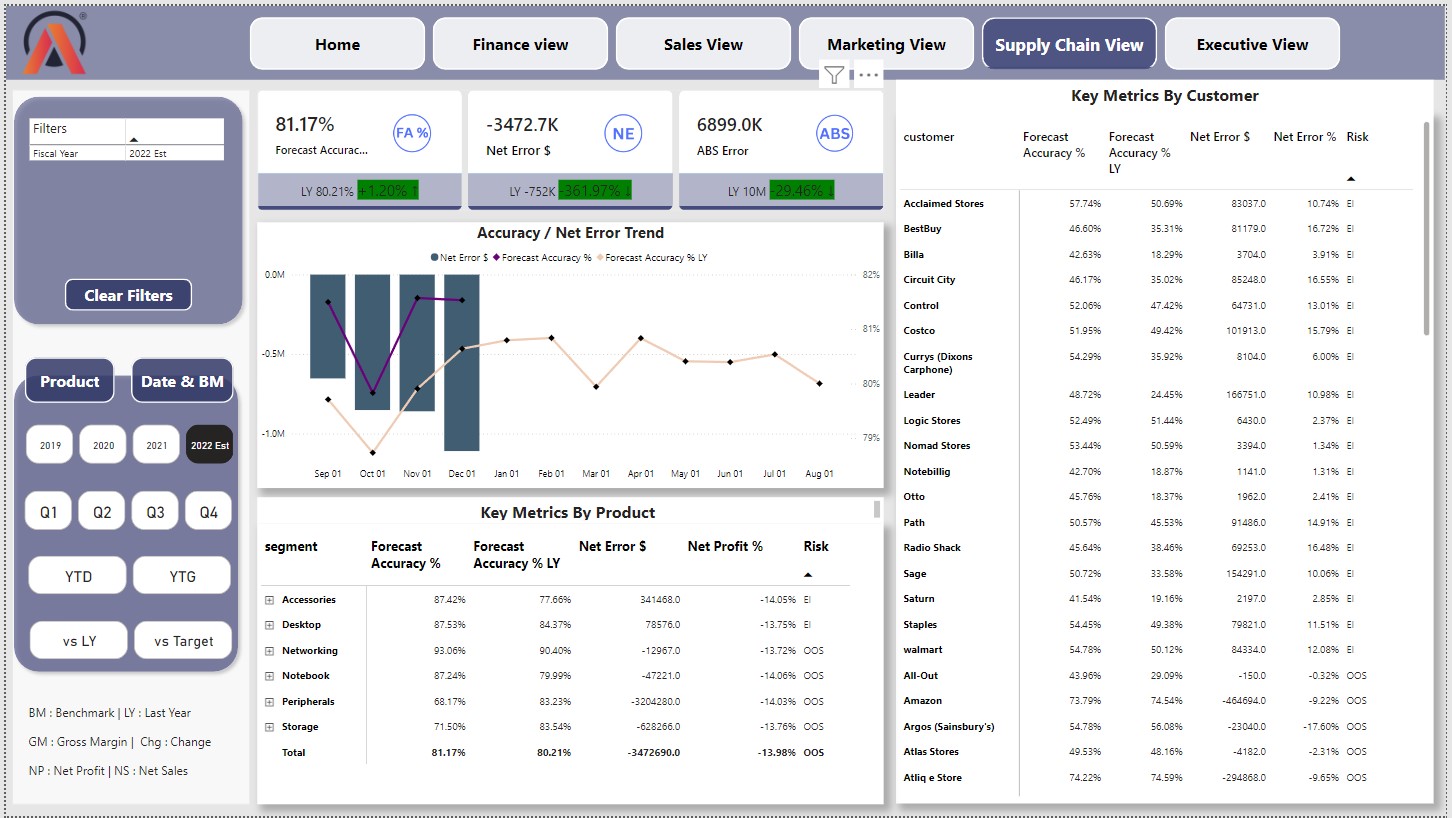 Home Finance view Sales View Marketing View Supply Chain View Executive View
®
Filters
Fiscal Year 2022 Est
Clear Filters
Product Date & BM
2019 2020 2021 2022 Est
Q1 Q2 Q3 Q4
YTD YTG
vs LY vs Target
BM : Benchmark | LY : Last Year
GM : Gross Margin | Chg : Change
NP : Net Profit | NS : Net Sales
81.17% FA %
Forecast Accurac...
LY 80.21% +1.20% ↑
-3472.7K NE
Net Error $
LY -752K -361.97% ↓
6899.0K ABS
ABS Error
LY 10M -29.46% ↓
Accuracy / Net Error Trend
Net Error $ Forecast Accuracy % Forecast Accuracy % LY
0.0M 82%
81%
-0.5M
80%
-1.0M 79%
Sep 01 Oct 01 Nov 01 Dec 01 Jan 01 Feb 01 Mar 01 Apr 01 May 01 Jun 01 Jul 01 Aug 01
Key Metrics By Product
segment Forecast Accuracy % Forecast Accuracy % LY Net Error $ Net Profit % Risk
Accessories 87.42% 77.66% 341468.0 -14.05% EI
Desktop 87.53% 84.37% 78576.0 -13.75% EI
Networking 93.06% 90.40% -12967.0 -13.72% OOS
Notebook 87.24% 79.99% -47221.0 -14.06% OOS
Peripherals 68.17% 83.23% -3204280.0 -14.03% OOS
Storage 71.50% 83.54% -628266.0 -13.76% OOS
Total 81.17% 80.21% -3472690.0 -13.98% OOS
Key Metrics By Customer
customer Forecast Accuracy % Forecast Accuracy % LY Net Error $ Net Error % Risk
Acclaimed Stores 57.74% 50.69% 83037.0 10.74% EI
BestBuy 46.60% 35.31% 81179.0 16.72% EI
Billa 42.63% 18.29% 3704.0 3.91% EI
Circuit City 46.17% 35.02% 85248.0 16.55% EI
Control 52.06% 47.42% 64731.0 13.01% EI
Costco 51.95% 49.42% 101913.0 15.79% EI
Currys (Dixons Carphone) 54.29% 35.92% 8104.0 6.00% EI
Leader 48.72% 24.45% 166751.0 10.98% EI
Logic Stores 52.49% 51.44% 6430.0 2.37% EI
Nomad Stores 53.44% 50.59% 3394.0 1.34% EI
Notebillig 42.70% 18.87% 1141.0 1.31% EI
Otto 45.76% 18.37% 1962.0 2.41% EI
Path 50.57% 45.53% 91486.0 14.91% EI
Radio Shack 45.64% 38.46% 69253.0 16.48% EI
Sage 50.72% 33.58% 154291.0 10.06% EI
Saturn 41.54% 19.16% 2197.0 2.85% EI
Staples 54.45% 49.38% 79821.0 11.51% EI
walmart 54.78% 50.12% 84334.0 12.08% EI
All-Out 43.96% 29.09% -150.0 -0.32% OOS
Amazon 73.79% 74.54% -464694.0 -9.22% OOS
Argos (Sainsbury's) 54.78% 56.08% -23040.0 -17.60% OOS
Atlas Stores 49.53% 48.16% -4182.0 -2.31% OOS
Atliq e Store 74.22% 74.59% -294868.0 -9.65% OOS